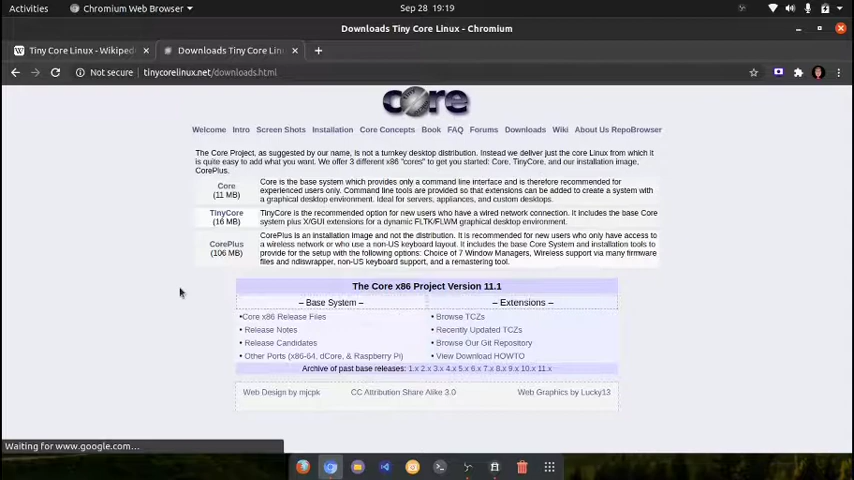 Activities Chromium Web Browser Sep 28 19:19
Downloads Tiny Core Linux - Chromium
Tiny Core Linux - Wikiped Downloads Tiny Core Lin
Not secure tinycorelinux.net/downloads.html
core
Welcome Intro Screen Shots Installation Core Concepts Book FAQ Forums Downloads Wiki About Us RepoBrowser
The Core Project, as suggested by our name, is not a turnkey desktop distribution. Instead we deliver just the core Linux from which it
is quite easy to add what you want. We offer 3 different x86 "cores" to get you started: Core, TinyCore, and our installation image,
CorePlus.
Core
(11 MB)
Core is the base system which provides only a command line interface and is therefore recommended for
experienced users only. Command line tools are provided so that extensions can be added to create a system with
a graphical desktop environment. Ideal for servers, appliances, and custom desktops.
TinyCore
(16 MB)
TinyCore is the recommended option for new users who have a wired network connection. It includes the base Core
system plus X/GUI extensions for a dynamic FLTK/FLWM graphical desktop environment.
CorePlus
(106 MB)
CorePlus is an installation image and not the distribution. It is recommended for new users who only have access to
a wireless network or who use a non-US keyboard layout. It includes the base Core System and installation tools to
provide for the setup with the following options: Choice of 7 Window Managers, Wireless support via many firmware
files and ndiswrapper, non-US keyboard support, and a remastering tool.
The Core x86 Project Version 11.1
– Base System –
– Extensions –
•Core x86 Release Files
• Browse TCZs
• Release Notes
• Recently Updated TCZs
• Release Candidates
• Browse Our Git Repository
• Other Ports (x86-64, dCore, & Raspberry Pi)
• View Download HOWTO
Archive of past base releases: 1.x 2.x 3.x 4.x 5.x 6.x 7.x 8.x 9.x 10.x 11.x
Web Design by mjcpk CC Attribution Share Alike 3.0 Web Graphics by Lucky13
Waiting for www.google.com...